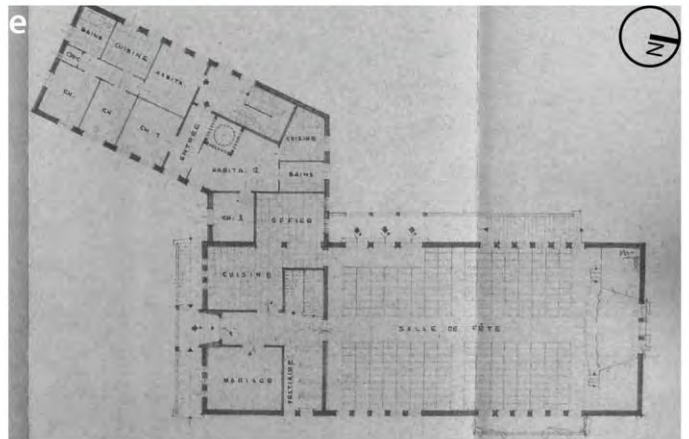 e
N
BAINS
CUISINE
HABITA.
CH.
CH
CH. 1
ENTRÉE
CUISINE
HABITA. 2
BAINS
CH. 1
OFFICE
CUISINE
SALLE DE FÊTE
MARIAGE
VESTIAIRE